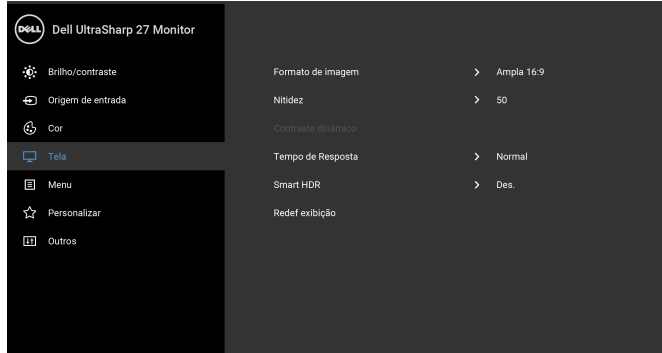 DELL Dell UltraSharp 27 Monitor
Brilho/contraste
Origem de entrada
Cor
Tela
Menu
Personalizar
Outros
Formato de imagem > Ampla 16:9
Nitidez > 50
Contraste dinâmico
Tempo de Resposta > Normal
Smart HDR > Des.
Redef exibição